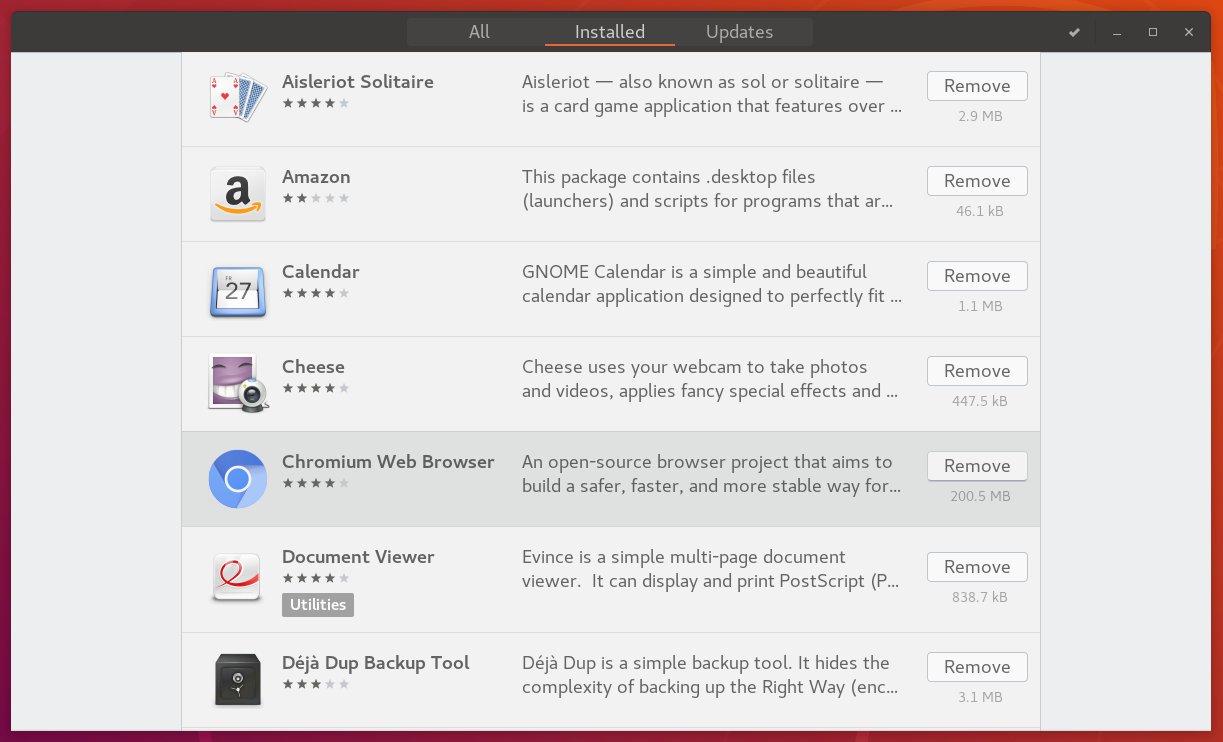 All Installed Updates
Aisleriot Solitaire
Aisleriot — also known as sol or solitaire —
is a card game application that features over ...
Remove
2.9 MB
Amazon
This package contains .desktop files
(launchers) and scripts for programs that ar...
Remove
46.1 kB
FR
27
Calendar
GNOME Calendar is a simple and beautiful
calendar application designed to perfectly fit ...
Remove
1.1 MB
Cheese
Cheese uses your webcam to take photos
and videos, applies fancy special effects and ...
Remove
447.5 kB
Chromium Web Browser
An open-source browser project that aims to
build a safer, faster, and more stable way for...
Remove
200.5 MB
Document Viewer
Utilities
Evince is a simple multi-page document
viewer.  It can display and print PostScript (P...
Remove
838.7 kB
Déjà Dup Backup Tool
Déjà Dup is a simple backup tool. It hides the
complexity of backing up the Right Way (enc...
Remove
3.1 MB